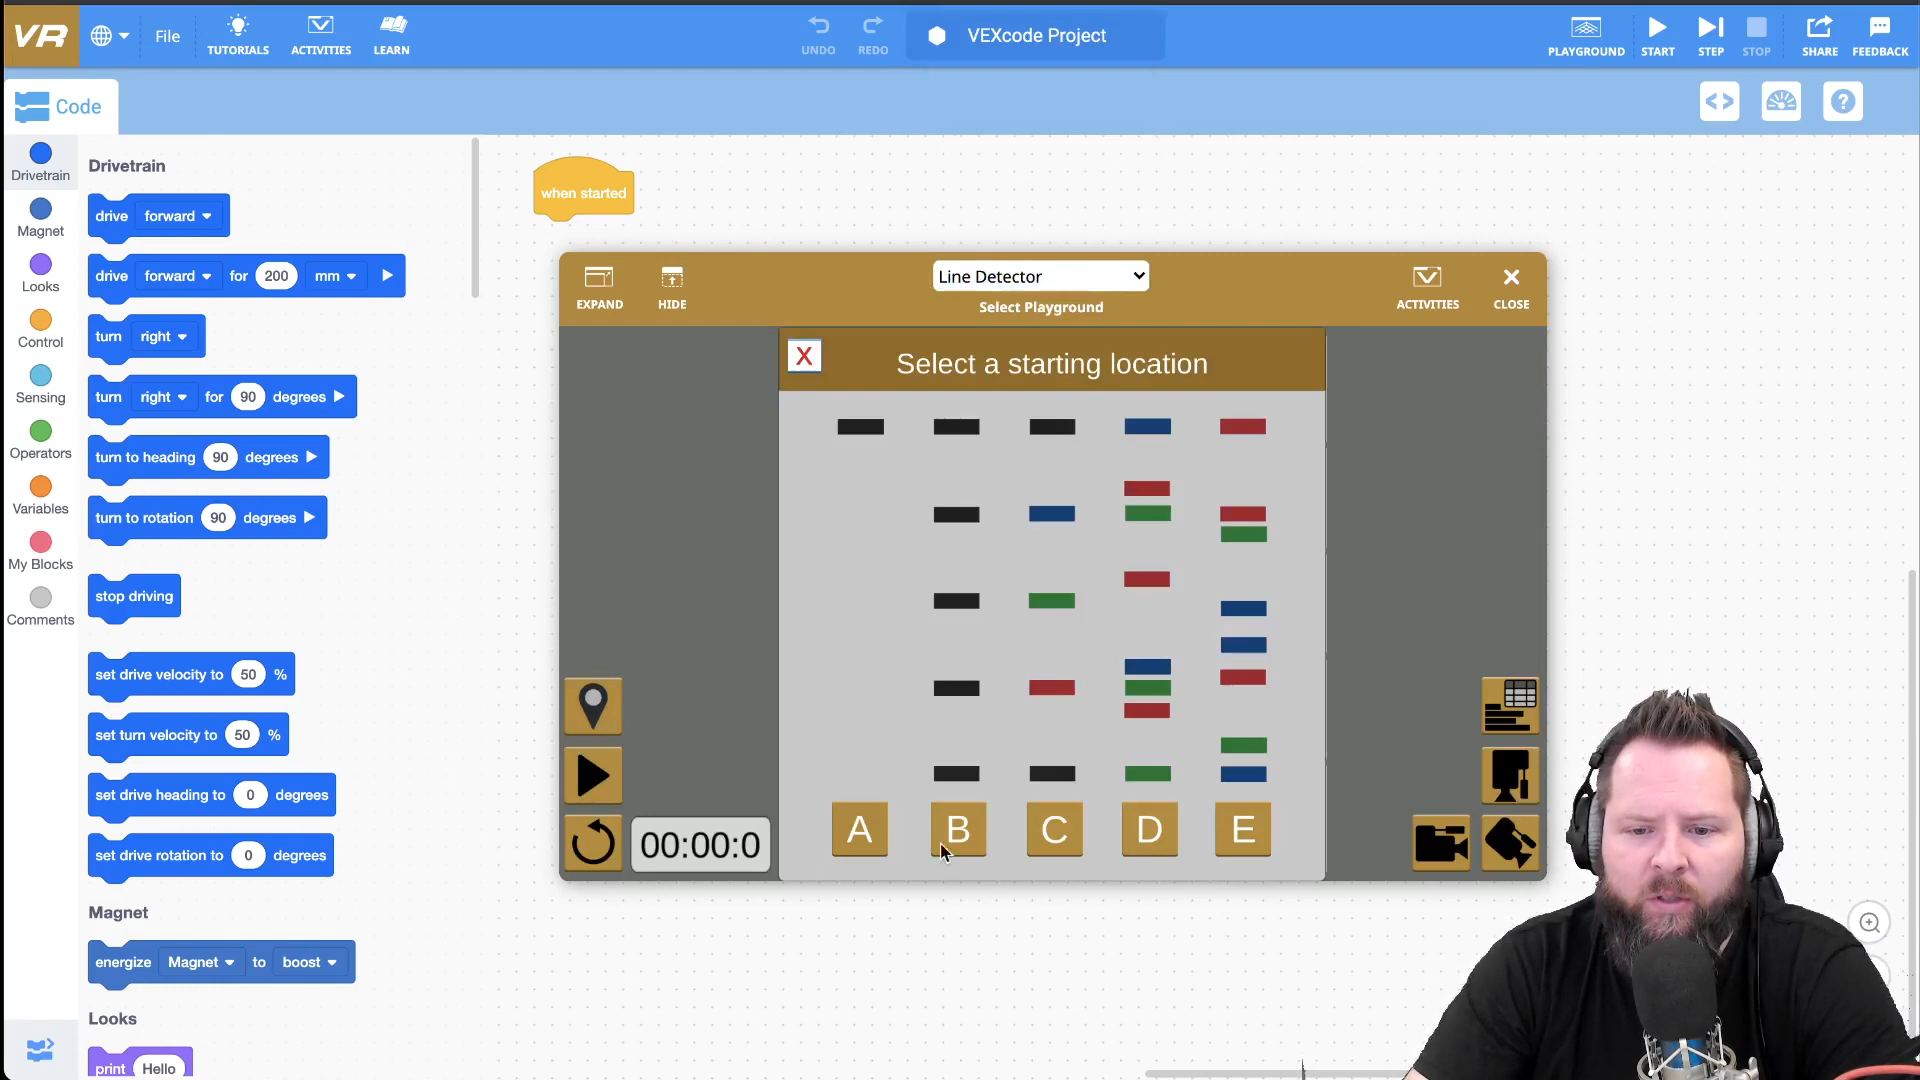 VR
File
TUTORIALS
ACTIVITIES
LEARN
UNDO
REDO
VEXcode Project
PLAYGROUND
START
STEP
STOP
SHARE
FEEDBACK
Code
Drivetrain
Magnet
Looks
Control
Sensing
Operators
Variables
My Blocks
Comments
Drivetrain
drive forward
drive forward for 200 mm
turn right
turn right for 90 degrees
turn to heading 90 degrees
turn to rotation 90 degrees
stop driving
set drive velocity to 50 %
set turn velocity to 50 %
set drive heading to 0 degrees
set drive rotation to 0 degrees
Magnet
energize Magnet to boost
Looks
print Hello
when started
EXPAND
HIDE
Line Detector
Select Playground
ACTIVITIES
CLOSE
X
Select a starting location
A B C D E
00:00:0